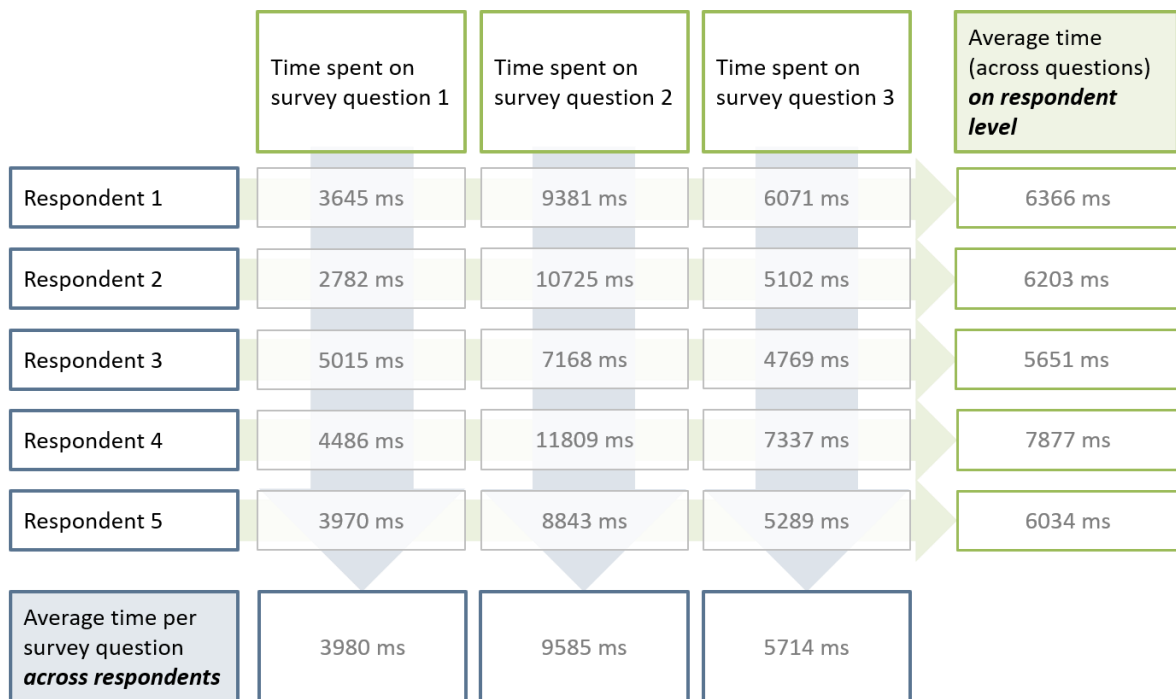 Time spent on
survey question 1
Time spent on
survey question 2
Time spent on
survey question 3
Average time
(across questions)
on respondent
level
Respondent 1
3645 ms
9381 ms
6071 ms
6366 ms
Respondent 2
2782 ms
10725 ms
5102 ms
6203 ms
Respondent 3
5015 ms
7168 ms
4769 ms
5651 ms
Respondent 4
4486 ms
11809 ms
7337 ms
7877 ms
Respondent 5
3970 ms
8843 ms
5289 ms
6034 ms
Average time per
survey question
across respondents
3980 ms
9585 ms
5714 ms